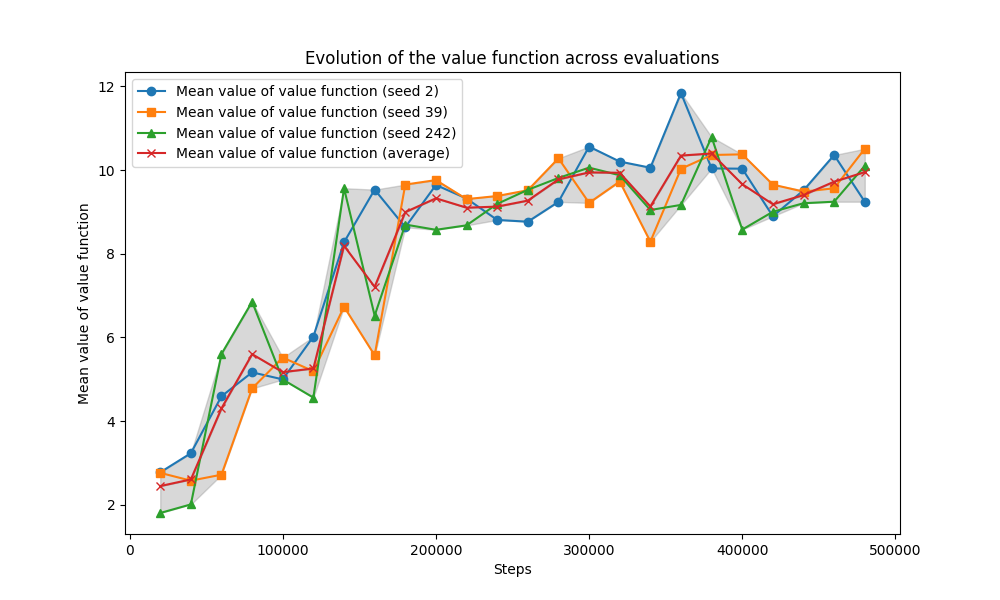 Evolution of the value function across evaluations
Mean value of value function (seed 2)
Mean value of value function (seed 39)
Mean value of value function (seed 242)
Mean value of value function (average)
Mean value of value function
12
10
8
6
4
2
0
100000
200000
300000
400000
500000
Steps